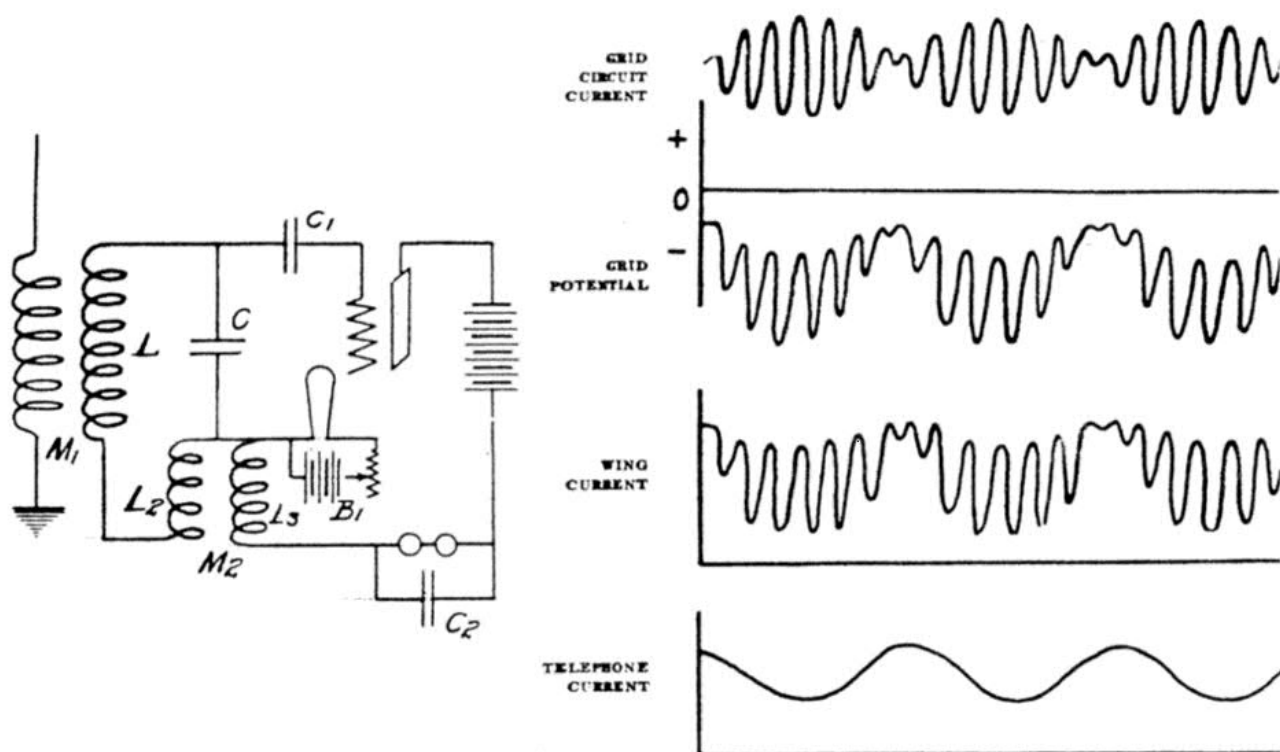 M1
L
C
C1
L2
M2
L3
B1
C2
GRID
CIRCUIT
CURRENT
+
0
-
GRID
POTENTIAL
WING
CURRENT
TELEPHONE
CURRENT